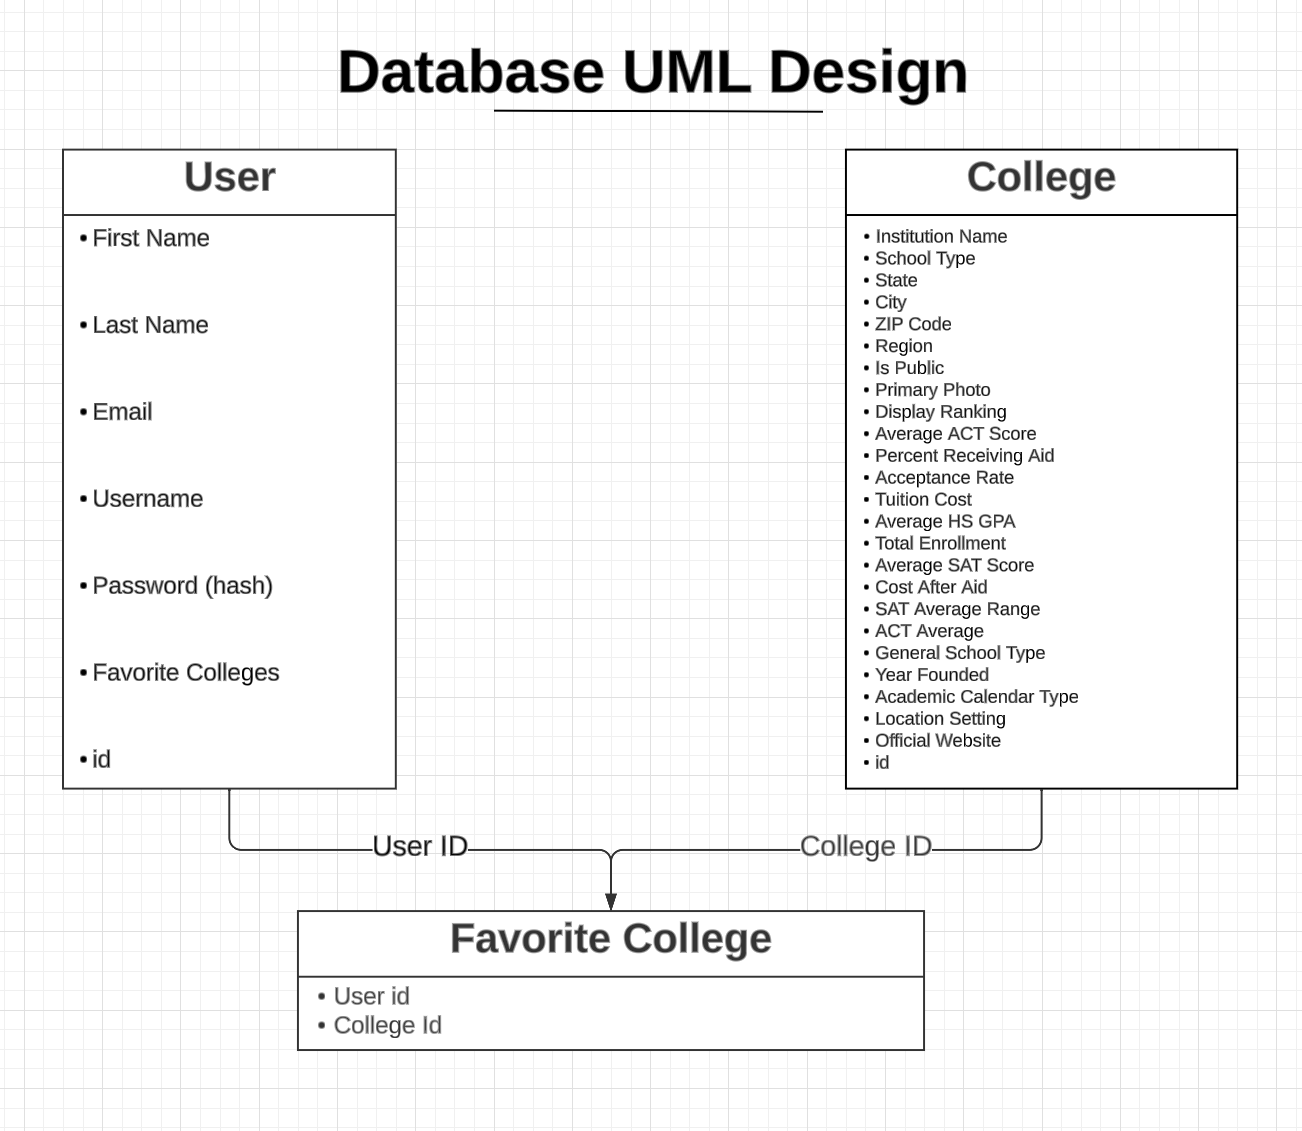 Database UML Design
User
• First Name
• Last Name
• Email
• Username
• Password (hash)
• Favorite Colleges
• id
College
• Institution Name
• School Type
• State
• City
• ZIP Code
• Region
• Is Public
• Primary Photo
• Display Ranking
• Average ACT Score
• Percent Receiving Aid
• Acceptance Rate
• Tuition Cost
• Average HS GPA
• Total Enrollment
• Average SAT Score
• Cost After Aid
• SAT Average Range
• ACT Average
• General School Type
• Year Founded
• Academic Calendar Type
• Location Setting
• Official Website
• id
User ID
College ID
Favorite College
• User id
• College Id